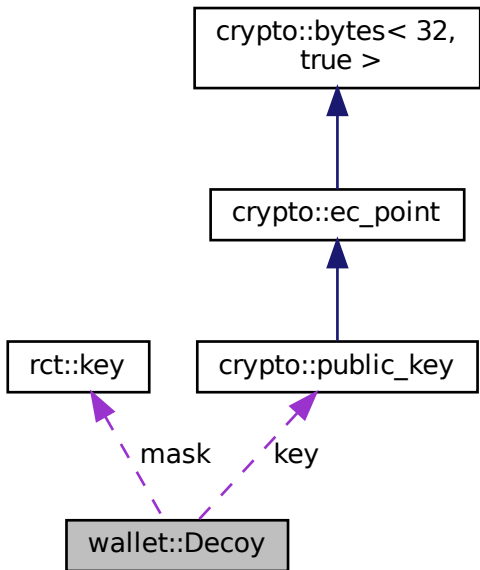 crypto::bytes< 32,
true >
crypto::ec_point
rct::key
crypto::public_key
mask
key
wallet::Decoy